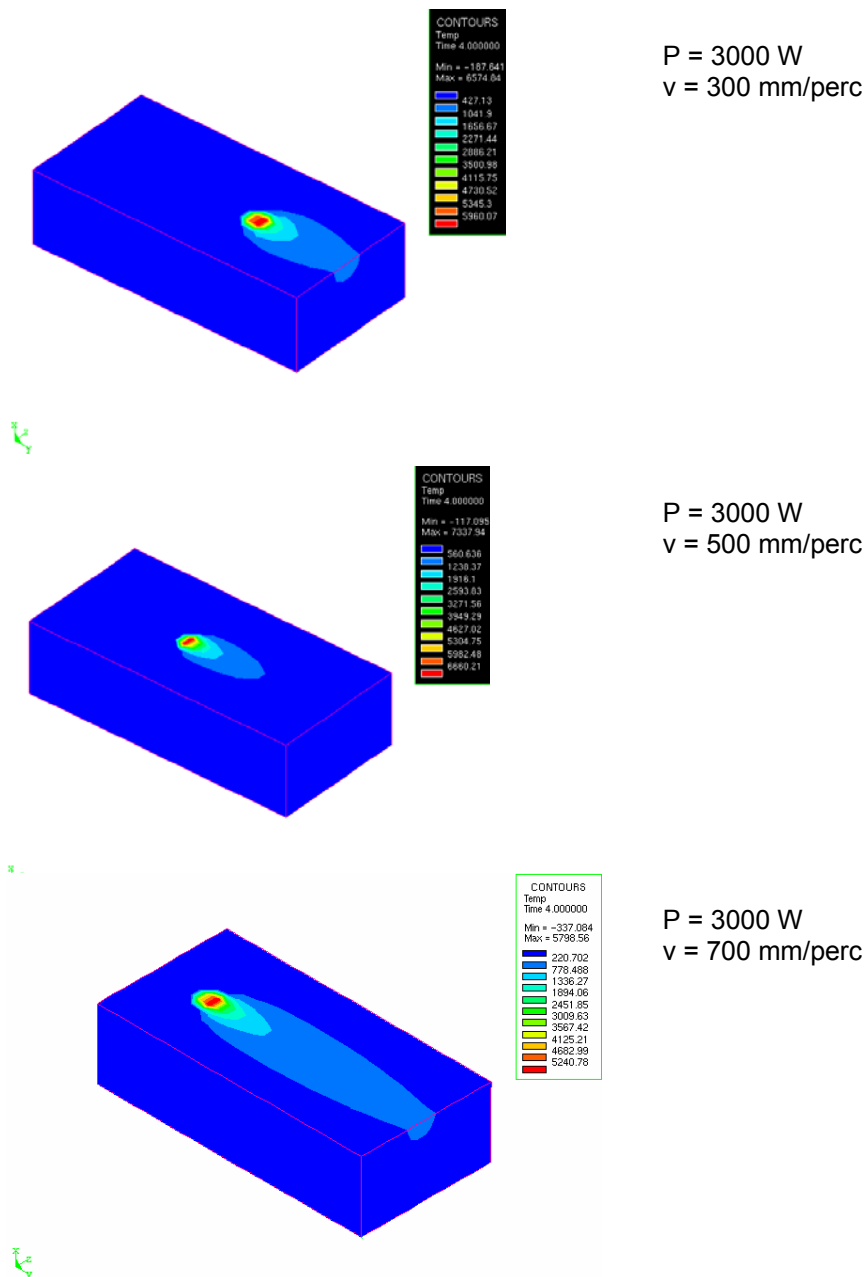 CONTOURS
Temp
Time 4.000000
Min = -187.641
Max = 6574.84
427.13
1041.9
1656.67
2271.44
2886.21
3500.98
4115.75
4730.52
5345.3
5960.07
P = 3000 W
v = 300 mm/perc
CONTOURS
Temp
Time 4.000000
Min = -117.095
Max = 7337.94
560.636
1238.37
1916.1
2593.83
3271.56
3949.29
4627.02
5304.75
5982.48
6660.21
P = 3000 W
v = 500 mm/perc
CONTOURS
Temp
Time 4.000000
Min = -337.084
Max = 5798.56
220.702
778.488
1336.27
1894.06
2451.85
3009.63
3567.42
4125.21
4682.99
5240.78
P = 3000 W
v = 700 mm/perc